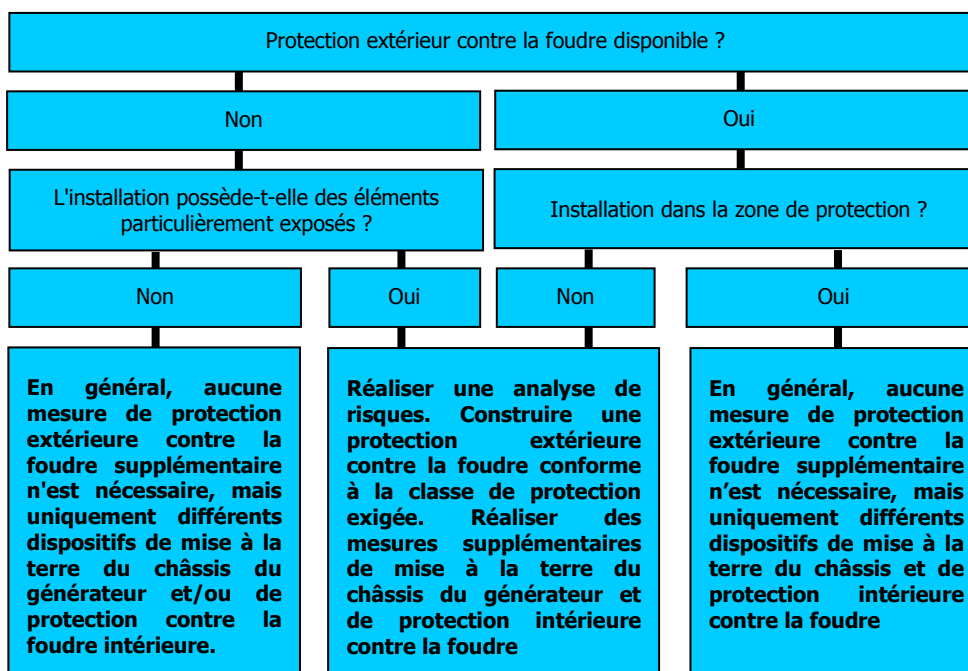 Protection extérieur contre la foudre disponible ?
Non
Oui
L'installation possède-t-elle des éléments
particulièrement exposés ?
Installation dans la zone de protection ?
Non
Oui
Non
Oui
En général, aucune
mesure de protection
extérieure contre la
foudre supplémentaire
n'est nécessaire, mais
uniquement différents
dispositifs de mise à la
terre du châssis du
générateur et/ou de
protection contre la
foudre intérieure.
Réaliser une analyse de
risques. Construire une
protection extérieure
contre la foudre conforme
à la classe de protection
exigée. Réaliser des
mesures supplémentaires
de mise à la terre du
châssis du générateur et
de protection intérieure
contre la foudre
En général, aucune
mesure de protection
extérieure contre la
foudre supplémentaire
n’est nécessaire, mais
uniquement différents
dispositifs de mise à la
terre du châssis et de
protection intérieure
contre la foudre